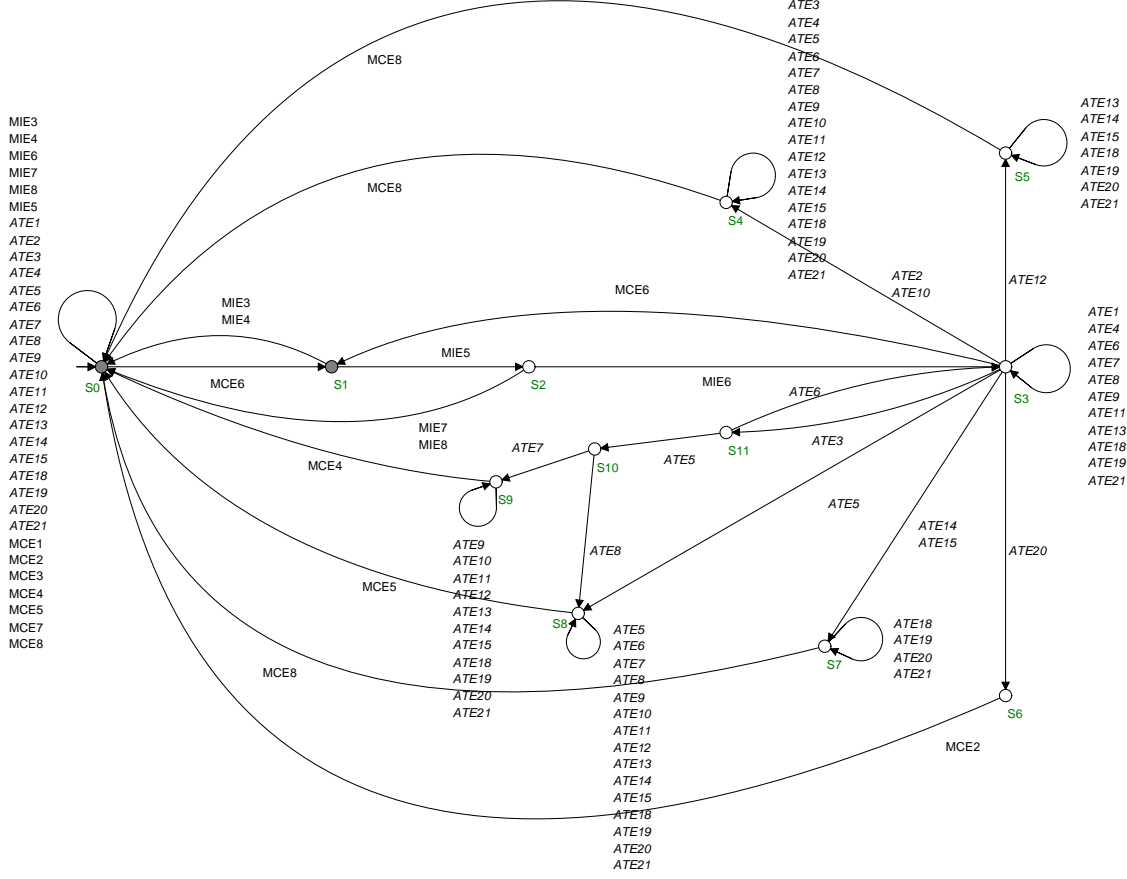 ATE3
ATE4
ATE5
ATE6
ATE7
ATE8
ATE9
ATE10
ATE11
ATE12
ATE13
ATE14
ATE15
ATE18
ATE19
ATE20
ATE21
MCE8
MCE8
S4
ATE13
ATE14
ATE15
ATE18
ATE19
ATE20
ATE21
S5
MIE3
MIE4
MIE6
MIE7
MIE8
MIE5
ATE1
ATE2
ATE3
ATE4
ATE5
ATE6
ATE7
ATE8
ATE9
ATE10
ATE11
ATE12
ATE13
ATE14
ATE15
ATE18
ATE19
ATE20
ATE21
MCE1
MCE2
MCE3
MCE4
MCE5
MCE7
MCE8
S0
MIE3
MIE4
MCE6
S1
MIE5
S2
MCE6
MIE6
ATE2
ATE10
ATE12
ATE1
ATE4
ATE6
ATE7
ATE8
ATE9
ATE11
ATE13
ATE18
ATE19
ATE21
S3
MIE7
MIE8
ATE6
ATE3
S11
ATE5
S10
ATE7
S9
MCE4
ATE9
ATE10
ATE11
ATE12
ATE13
ATE14
ATE15
ATE18
ATE19
ATE20
ATE21
ATE8
ATE5
ATE14
ATE15
ATE20
MCE5
S8
ATE5
ATE6
ATE7
ATE8
ATE9
ATE10
ATE11
ATE12
ATE13
ATE14
ATE15
ATE18
ATE19
ATE20
ATE21
MCE8
S7
ATE18
ATE19
ATE20
ATE21
S6
MCE2